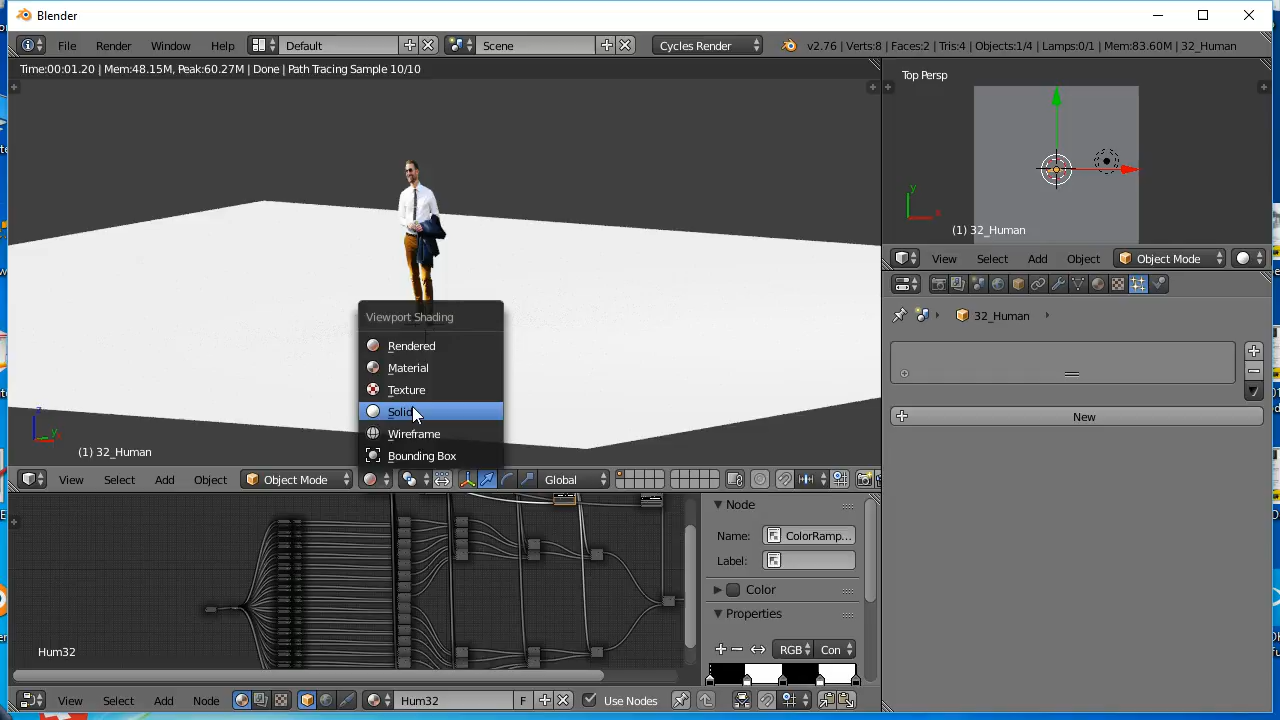 Blender
File Render Window Help Default Scene Cycles Render v2.76 | Verts:8 | Faces:2 | Tris:4 | Objects:1/4 | Lamps:0/1 | Mem:83.60M | 32_Human
Time:00:01.20 | Mem:48.15M, Peak:60.27M | Done | Path Tracing Sample 10/10
Top Persp
y
x
(1) 32_Human
View Select Add Object Object Mode
32_Human
New
Viewport Shading
Rendered
Material
Texture
Solid
Wireframe
Bounding Box
z
y
(1) 32_Human
View Select Add Object Object Mode Global
Node
Name: ColorRamp...
Label:
Color
Properties
RGB Con
Hum32
View Select Add Node Hum32 F Use Nodes